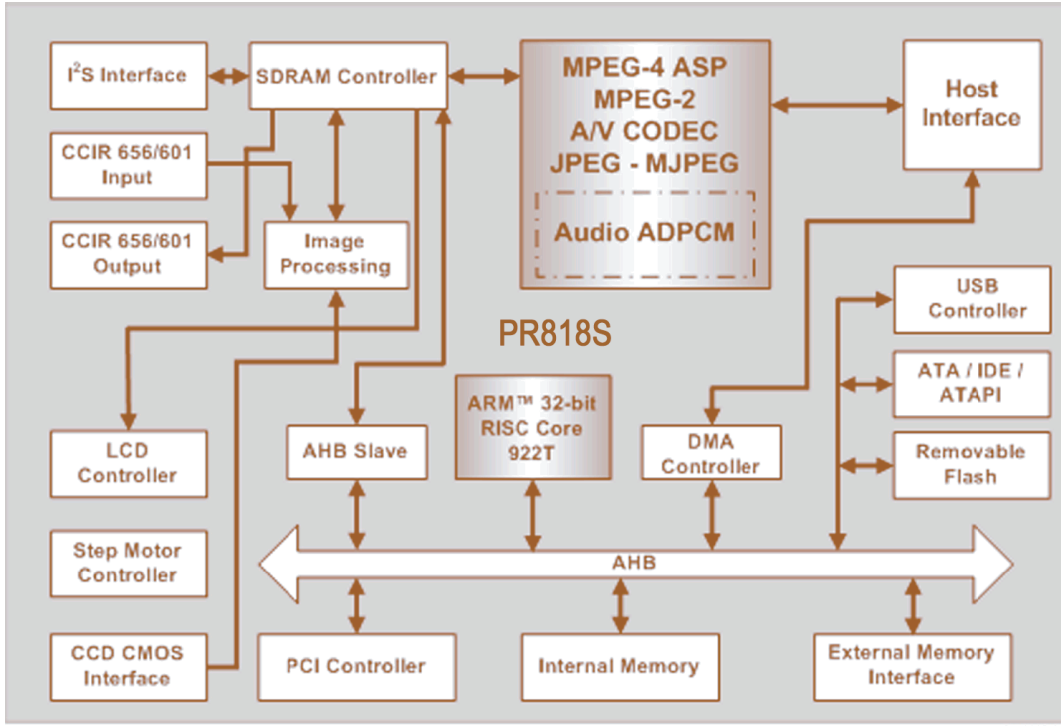 I²S Interface
SDRAM Controller
MPEG-4 ASP
MPEG-2
A/V CODEC
JPEG - MJPEG
Audio ADPCM
Host
Interface
CCIR 656/601
Input
CCIR 656/601
Output
Image
Processing
USB
Controller
PR818S
ATA / IDE /
ATAPI
ARM™ 32-bit
RISC Core
922T
LCD
Controller
AHB Slave
DMA
Controller
Removable
Flash
Step Motor
Controller
AHB
CCD CMOS
Interface
PCI Controller
Internal Memory
External Memory
Interface